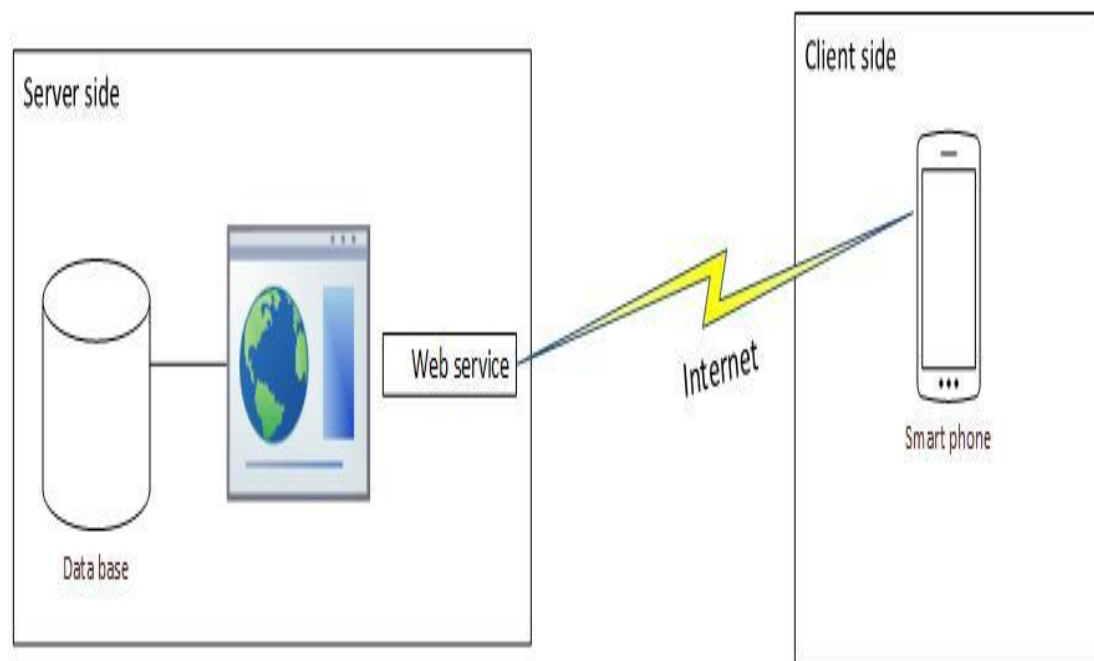 Server side
Client side
Web service
Internet
Data base
Smart phone